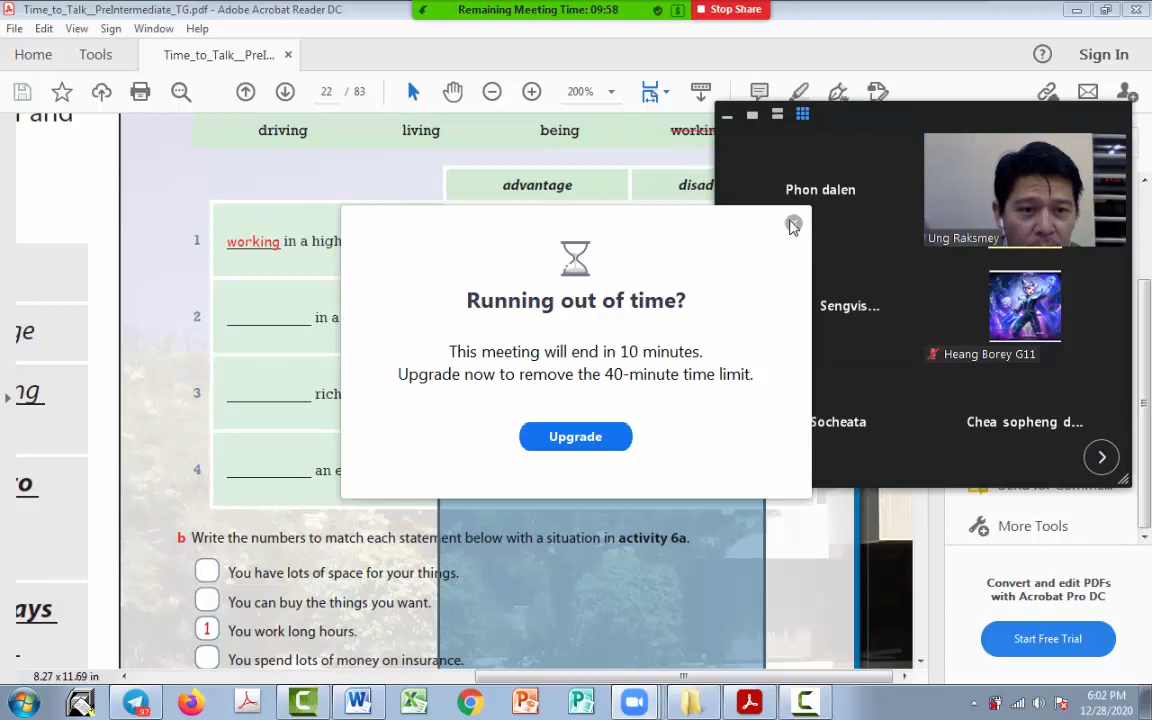 Time_to_Talk__PreIntermediate_TG.pdf - Adobe Acrobat Reader DC
Remaining Meeting Time: 09:58
Stop Share
File Edit View Sign Window Help
Home Tools Time_to_Talk__PreI... × Sign In
22 / 83 200%
and
driving living being workin
advantage disad
Phon dalen
Ung Raksmey
1 working in a high
2 in a
3 rich
4 an e
ge
ng
o
ays
Running out of time?
This meeting will end in 10 minutes.
Upgrade now to remove the 40-minute time limit.
Upgrade
Sengvis...
Heang Borey G11
Socheata
Chea sopheng d...
More Tools
b Write the numbers to match each statement below with a situation in activity 6a.
You have lots of space for your things.
You can buy the things you want.
1 You work long hours.
You spend lots of money on insurance.
Convert and edit PDFs
with Acrobat Pro DC
Start Free Trial
8.27 x 11.69 in
97
6:02 PM
12/28/2020